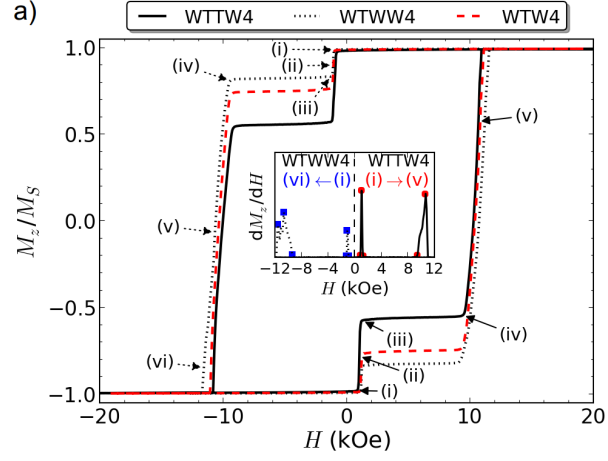 a)
WTTW4 WTWW4 WTW4
1.0
0.5
0.0
−0.5
−1.0
M_z/M_S
(i)
(ii)
(iii)
(iv)
(v)
(vi)
(v)
(iv)
(iii)
(ii)
(i)
WTWW4 WTTW4
(vi) ←(i) (i) →(v)
dM_z/dH
−12 −8 −4 0 4 8 12
H (kOe)
−20 −10 0 10 20
H (kOe)